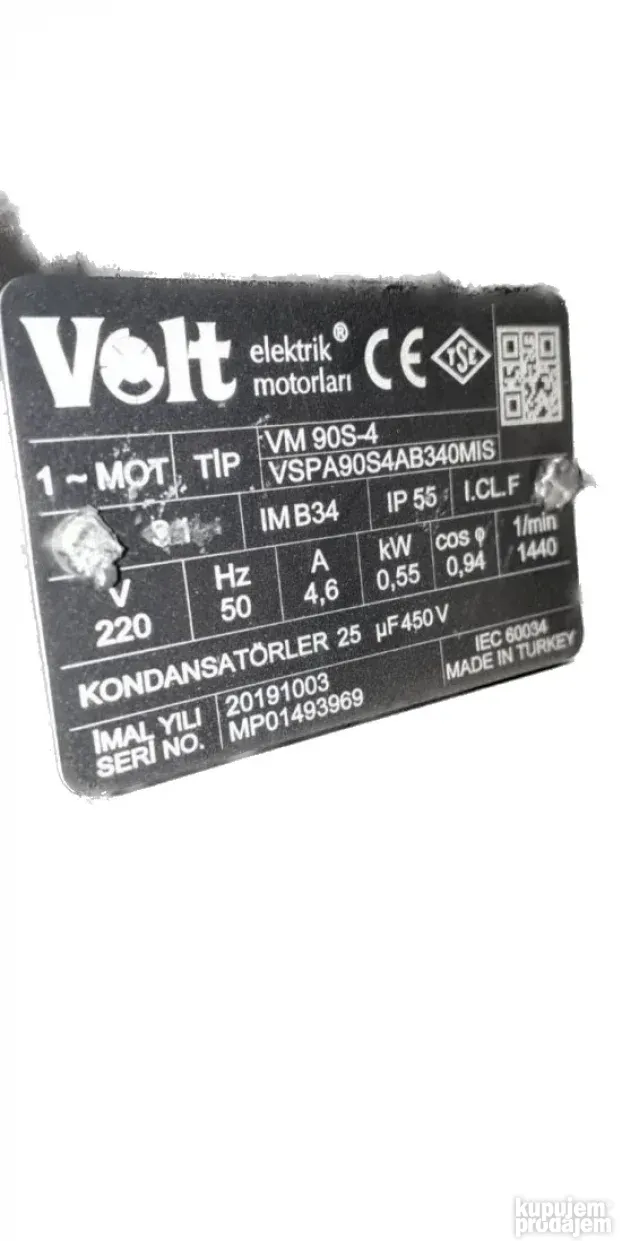 Volt elektrik® motorları CE TSE
1~MOT TİP VM 90S-4
VSPA90S4AB340MIS
IM B34 IP 55 I.CL.F
V Hz A kW cos φ 1/min
220 50 4,6 0,55 0,94 1440
KONDANSATÖRLER 25 µF 450 V
IEC 60034
MADE IN TURKEY
İMAL YILI 20191003
SERİ NO. MP01493969
kupujem
prodajem